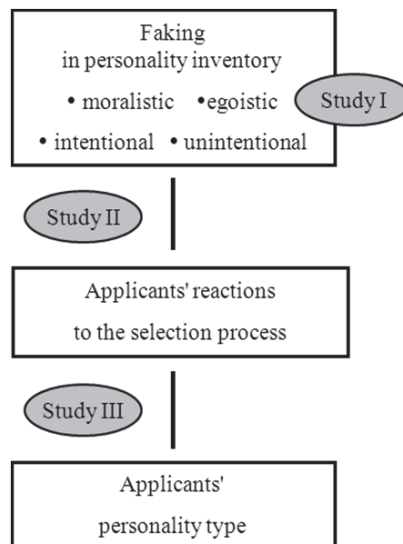 Faking
in personality inventory
• moralistic •egoistic
Study I
• intentional • unintentional
Study II
Applicants' reactions
to the selection process
Study III
Applicants'
personality type